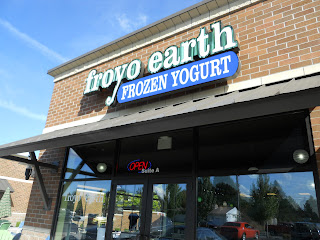 froyo earth
FROZEN YOGURT
OPEN
Suite A